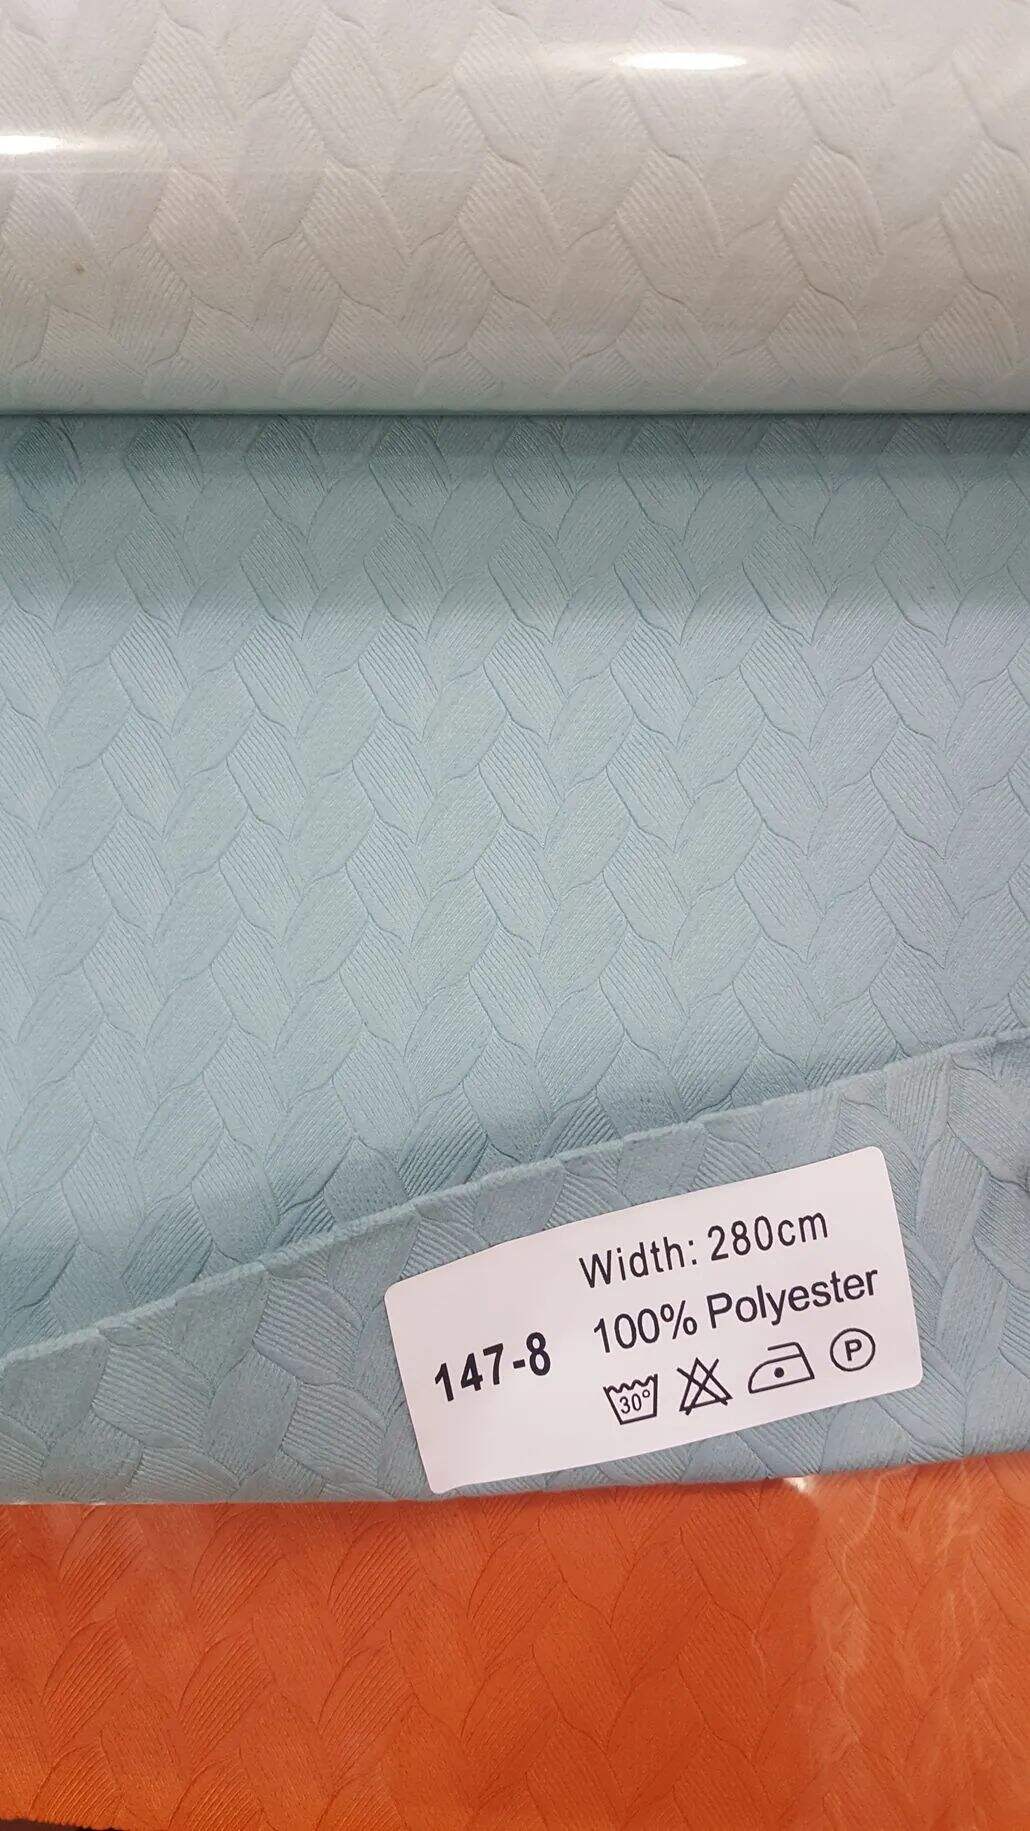 Width: 280cm
100% Polyester
147-8
30°
P